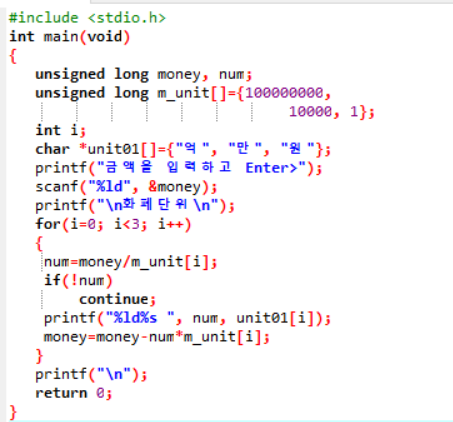 #include <stdio.h>
int main(void)
{
unsigned long money, num;
unsigned long m_unit[]={100000000,
10000, 1};
int i;
char *unit01[]={"억", "만", "원"};
printf("금액을 입력하고 Enter>");
scanf("%ld", &money);
printf("\n화폐단위\n");
for(i=0; i<3; i++)
{
num=money/m_unit[i];
if(!num)
continue;
printf("%ld%s ", num, unit01[i]);
money=money-num*m_unit[i];
}
printf("\n");
return 0;
}